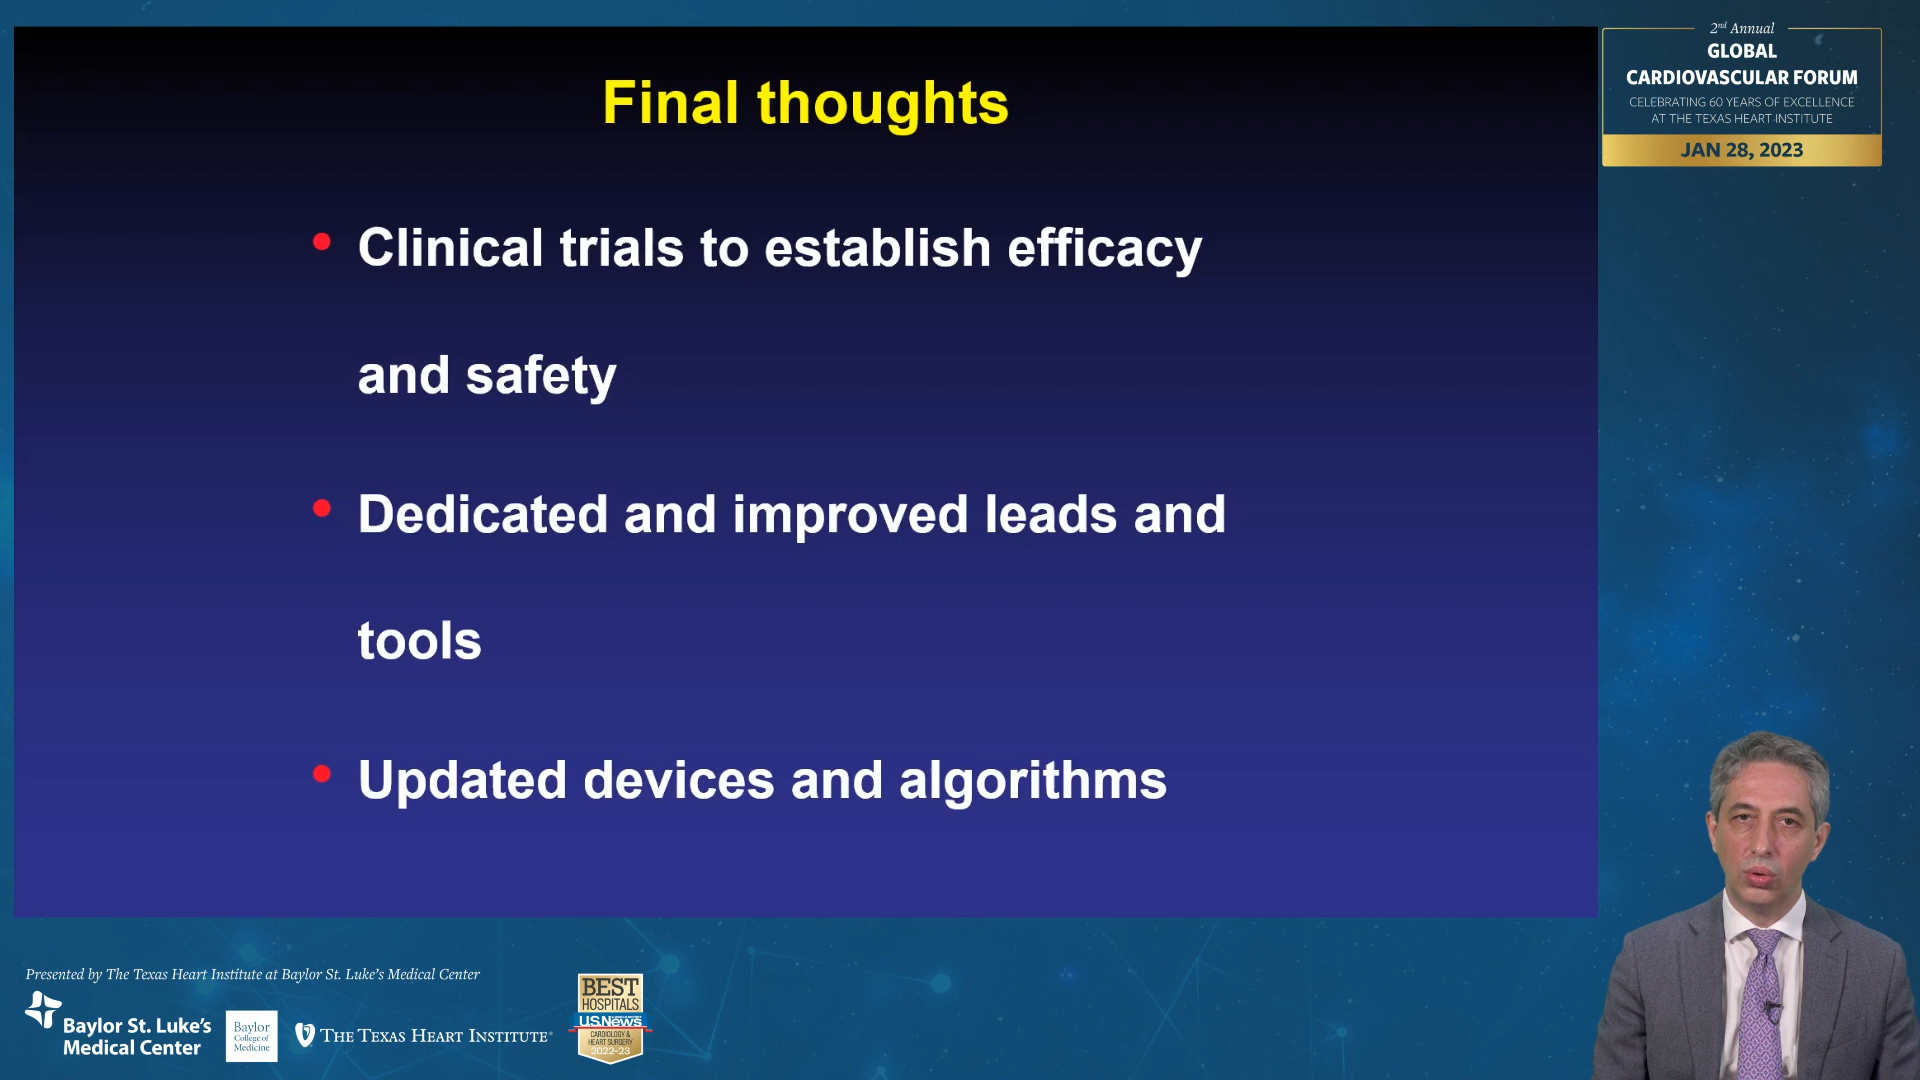 2nd Annual
GLOBAL
CARDIOVASCULAR FORUM
CELEBRATING 60 YEARS OF EXCELLENCE
AT THE TEXAS HEART INSTITUTE
JAN 28, 2023
Final thoughts
• Clinical trials to establish efficacy
and safety
• Dedicated and improved leads and
tools
• Updated devices and algorithms
Presented by The Texas Heart Institute at Baylor St. Luke's Medical Center
Baylor St. Luke's
Medical Center
Baylor
College of
Medicine
THE TEXAS HEART INSTITUTE®
BEST
HOSPITALS
U.S.News
CARDIOLOGY &
HEART SURGERY
2022-23